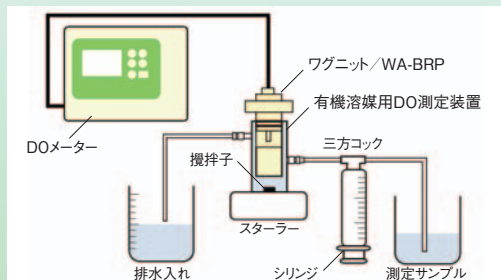 ワグニット／WA-BRP
有機溶媒用DO測定装置
DOメーター
攪拌子
三方コック
スターラー
排水入れ
シリンジ
測定サンプル